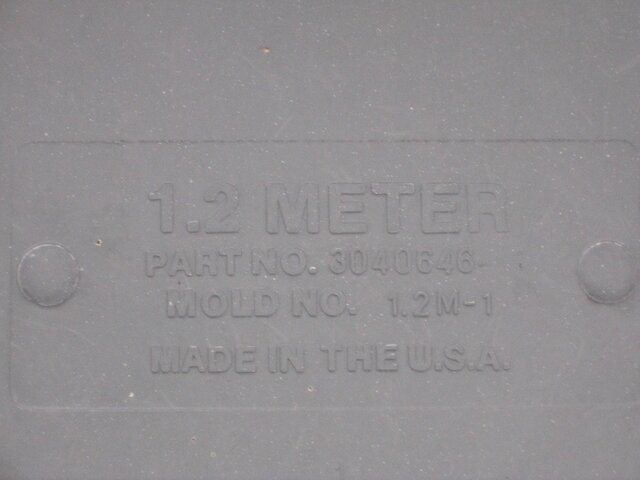 1.2 METER
PART NO. 3040646-
MOLD NO. 1.2M-1
MADE IN THE U.S.A.